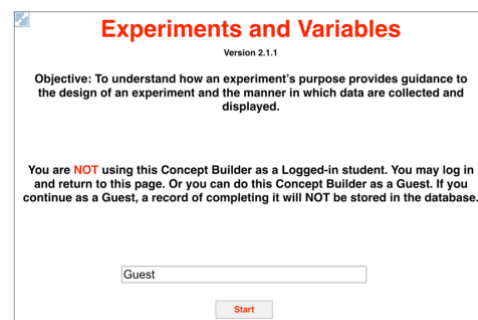 Experiments and Variables
Version 2.1.1
Objective: To understand how an experiment's purpose provides guidance to
the design of an experiment and the manner in which data are collected and
displayed.
You are NOT using this Concept Builder as a Logged-in student. You may log in
and return to this page. Or you can do this Concept Builder as a Guest. If you
continue as a Guest, a record of completing it will NOT be stored in the database.
Guest
Start